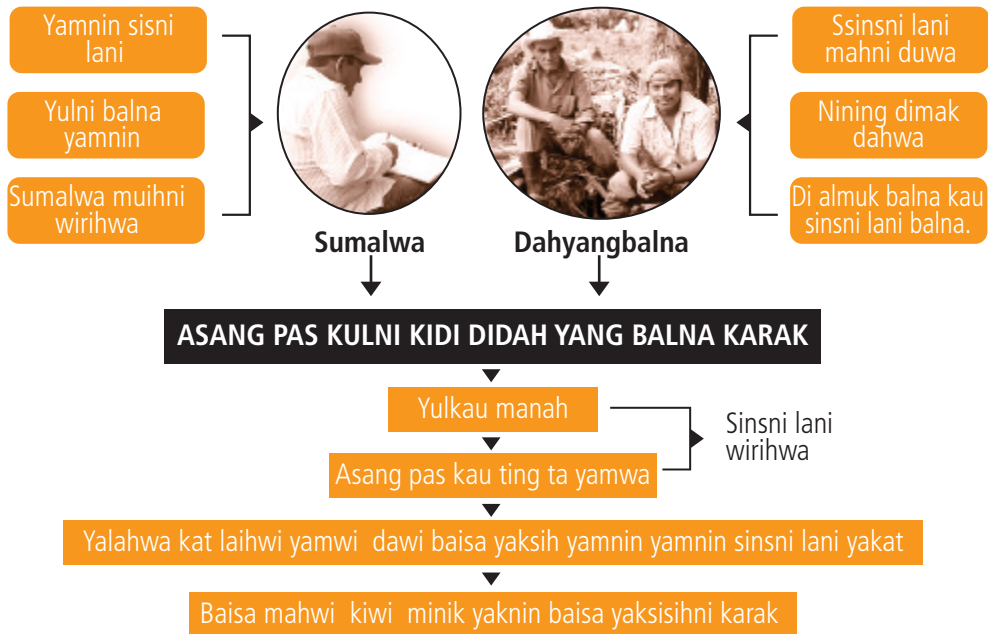 Yamnin sisni
lani
Yulni balna
yamnin
Sumalwa muihni
wirihwa
Ssinsni lani
mahni duwa
Nining dimak
dahwa
Di almuk balna kau
sinsni lani balna.
Sumalwa
Dahyangbalna
ASANG PAS KULNI KIDI DIDAH YANG BALNA KARAK
Yulkau manah
Asang pas kau ting ta yamwa
Sinsni lani
wirihwa
Yalahwa kat laihwi yamwi dawi baisa yaksih yamnin yamnin sinsni lani yakat
Baisa mahwi kiwi minik yaknin baisa yaksisihni karak